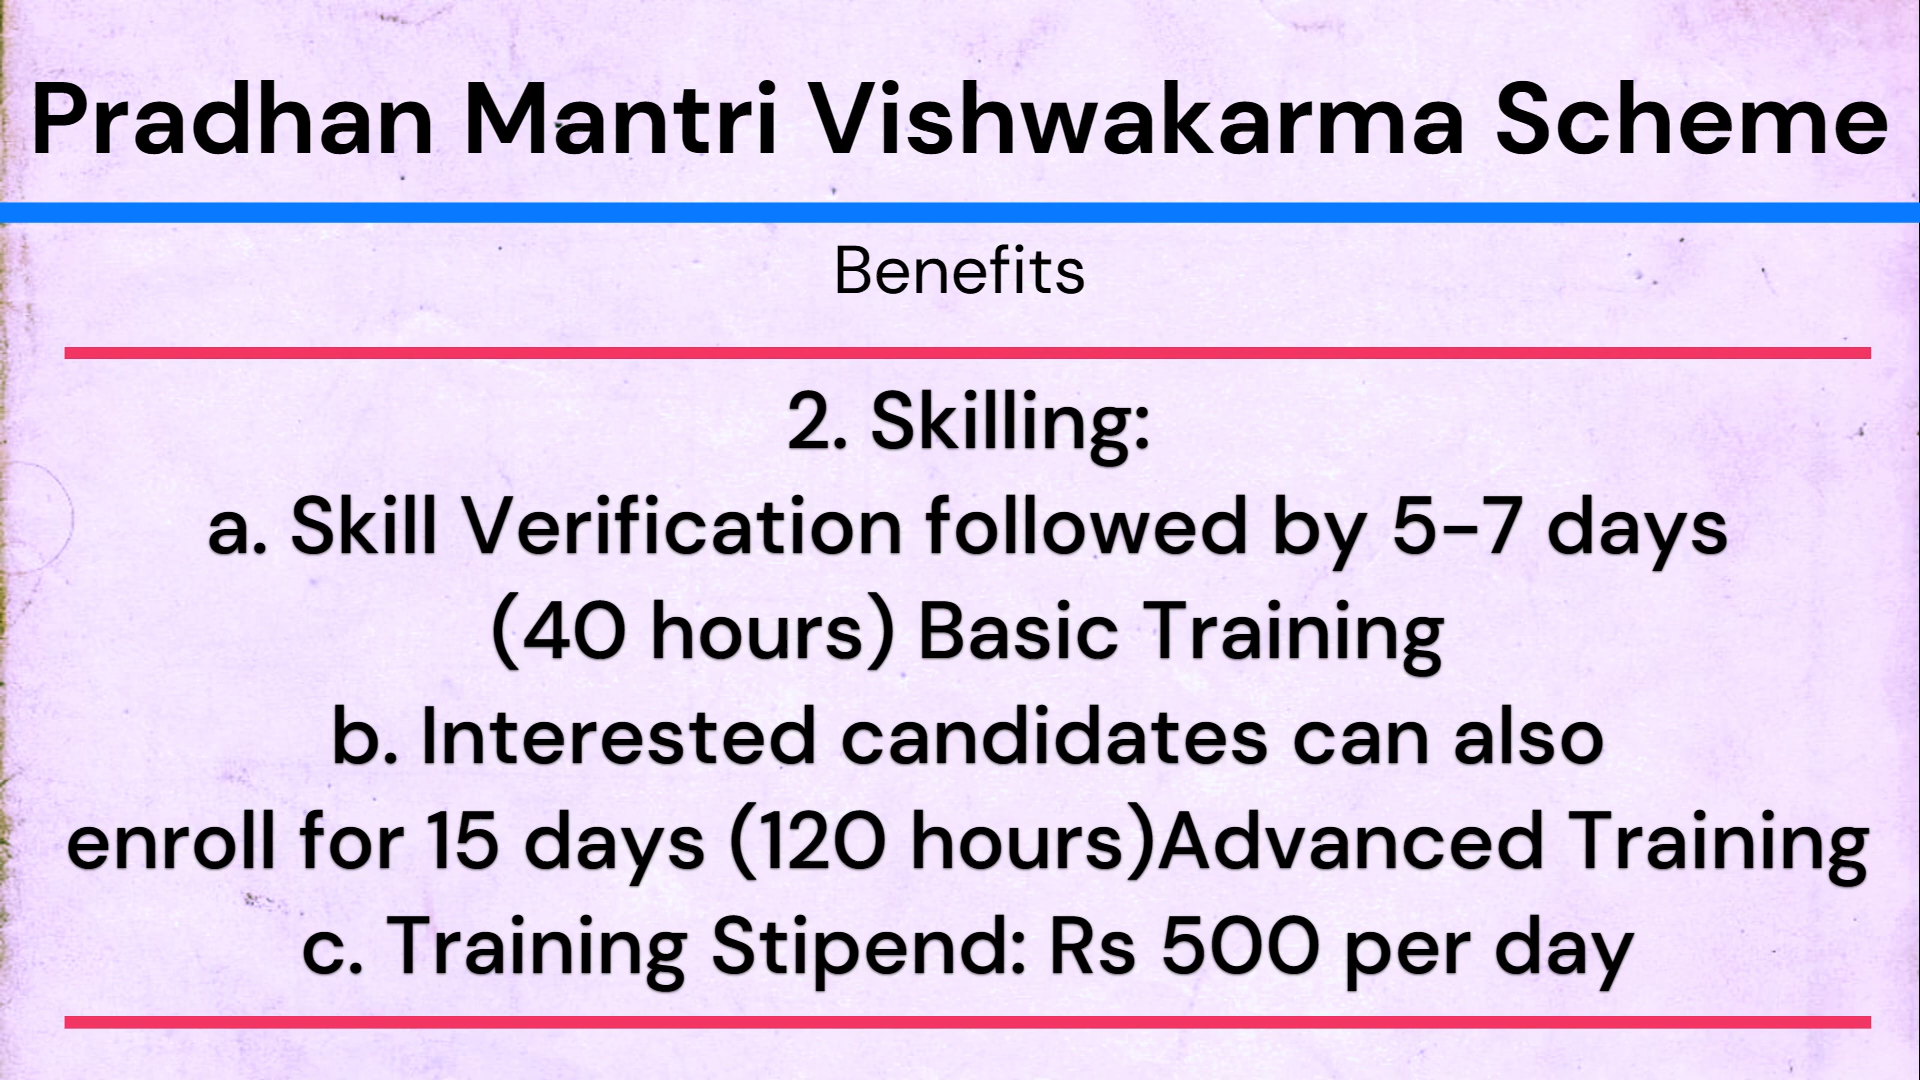 Pradhan Mantri Vishwakarma Scheme
Benefits
2. Skilling:
a. Skill Verification followed by 5-7 days
(40 hours) Basic Training
b. Interested candidates can also
enroll for 15 days (120 hours)Advanced Training
c. Training Stipend: Rs 500 per day